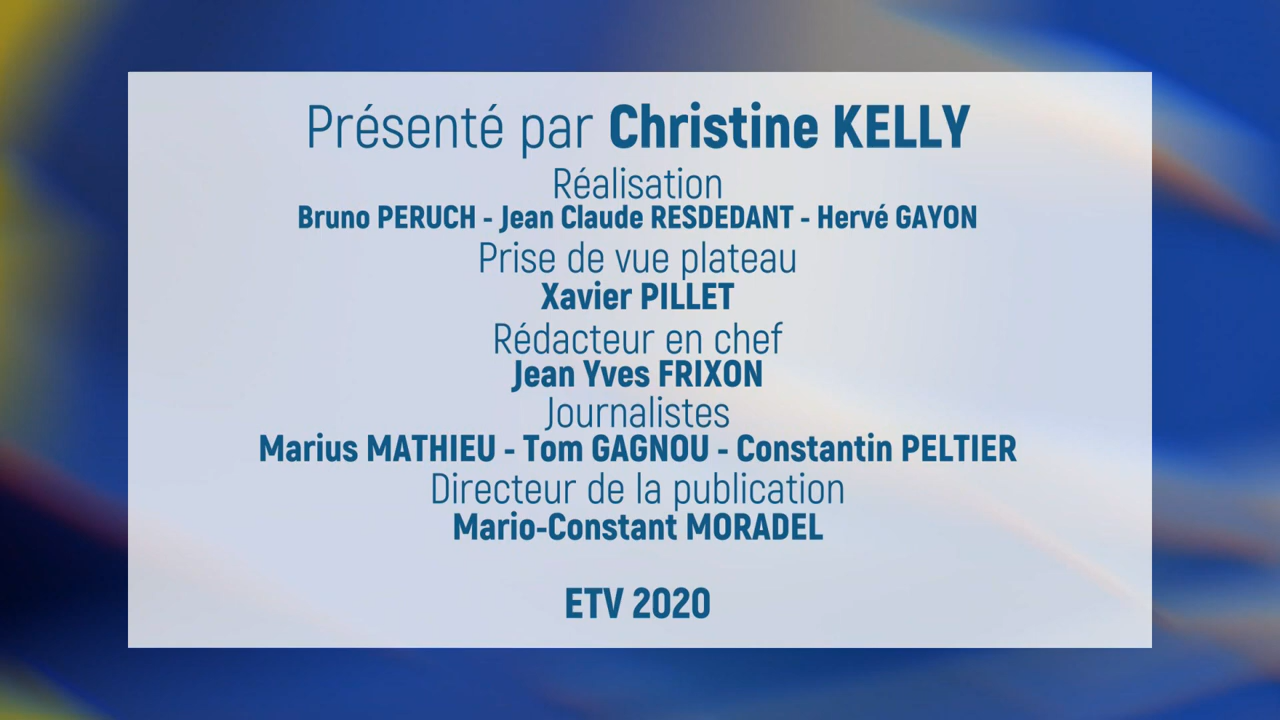 Présenté par Christine KELLY
Réalisation
Bruno PERUCH - Jean Claude RESDEDANT - Hervé GAYON
Prise de vue plateau
Xavier PILLET
Rédacteur en chef
Jean Yves FRIXON
Journalistes
Marius MATHIEU - Tom GAGNOU - Constantin PELTIER
Directeur de la publication
Mario-Constant MORADEL
ETV 2020